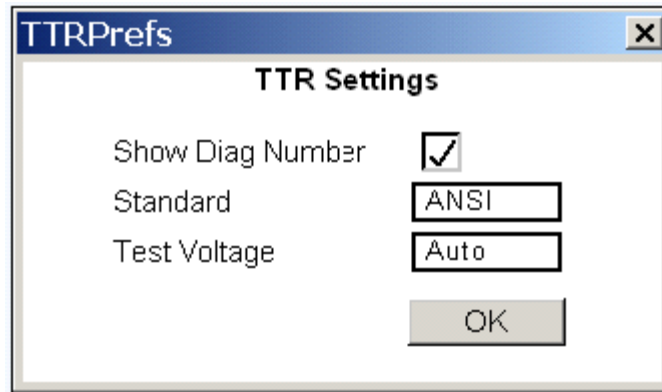 TTRPrefs
TTR Settings
Show Diag Number
Standard ANSI
Test Voltage Auto
OK